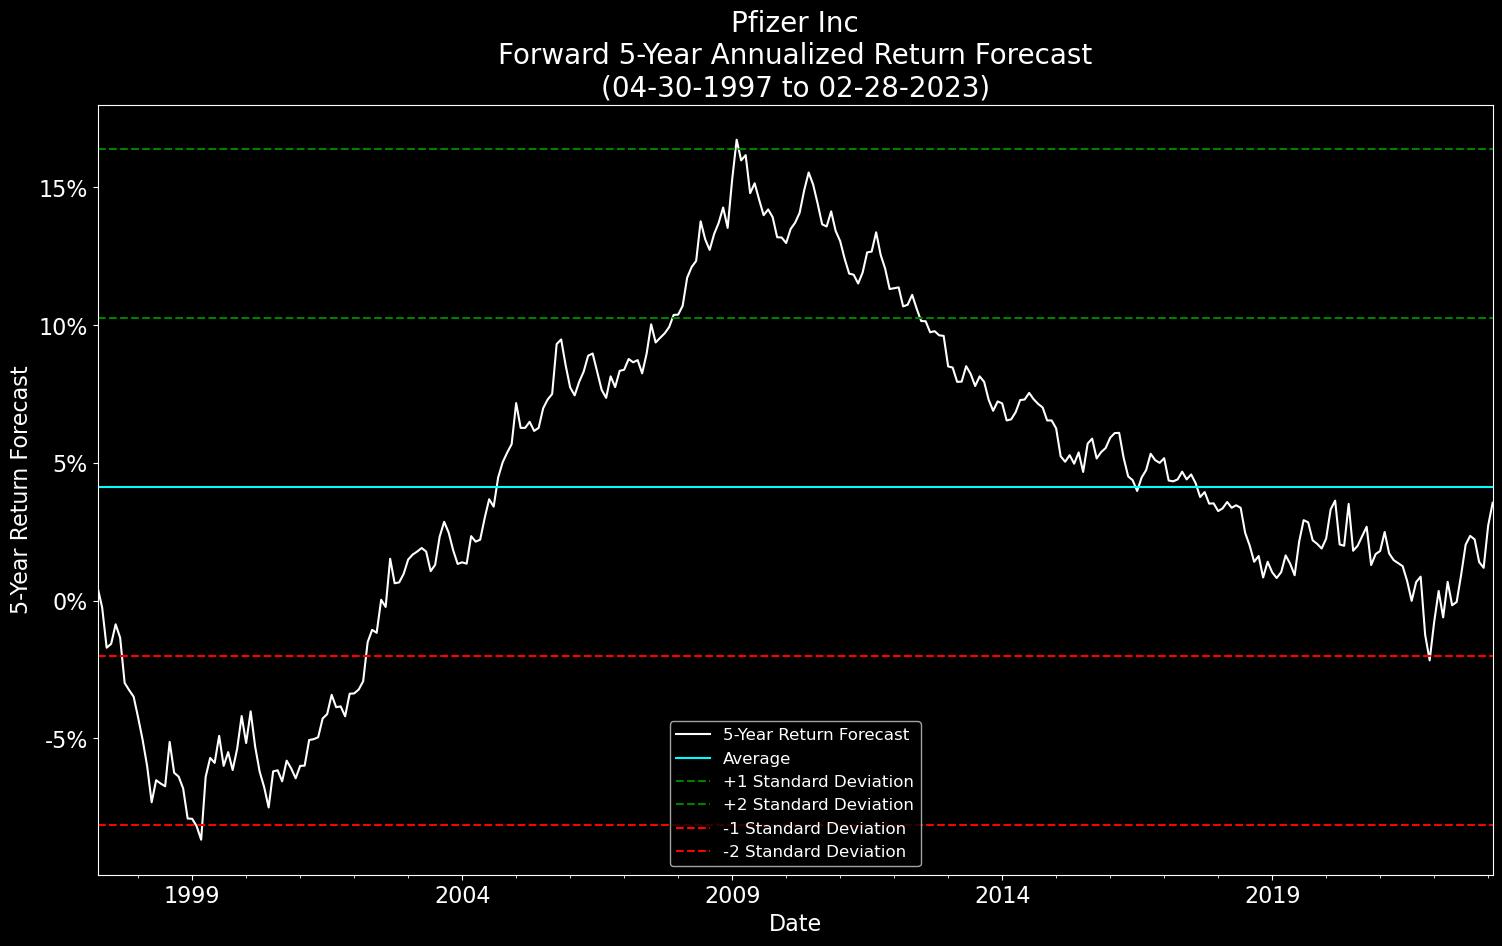 Pfizer Inc
Forward 5-Year Annualized Return Forecast
(04-30-1997 to 02-28-2023)
5-Year Return Forecast
15%
10%
5%
0%
-5%
5-Year Return Forecast
Average
+1 Standard Deviation
+2 Standard Deviation
-1 Standard Deviation
-2 Standard Deviation
1999
2004
2009
2014
2019
Date